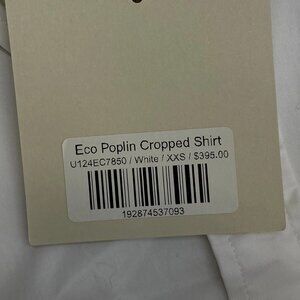 Eco Poplin Cropped Shirt
U124EC7850 / White / XXS / $395.00
192874537093